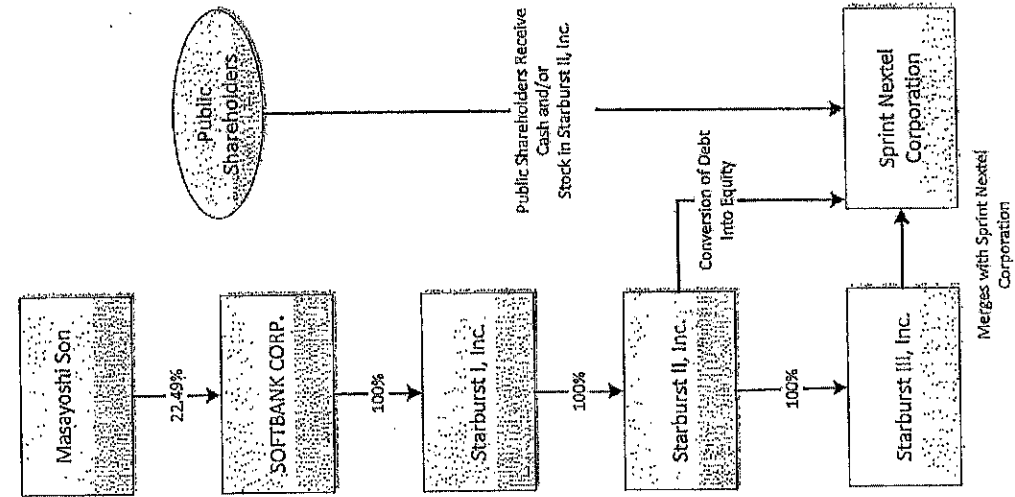 Masayoshi Son
22.49%
SOFTBANK CORP.
100%
Starburst I, Inc.
100%
Starburst II, Inc.
100%
Starburst III, Inc.
Merges with Sprint Nextel
Corporation
Conversion of Debt
Into Equity
Public
Shareholders
Public Shareholders Receive
Cash and/or
Stock in Starburst II, Inc.
Sprint Nextel
Corporation